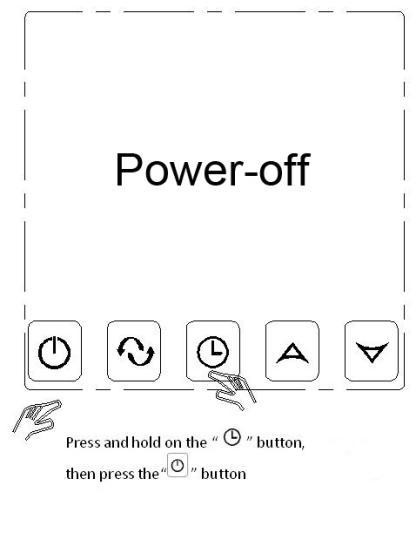 Power-off
Press and hold on the “ ” button,
then press the“ ” button